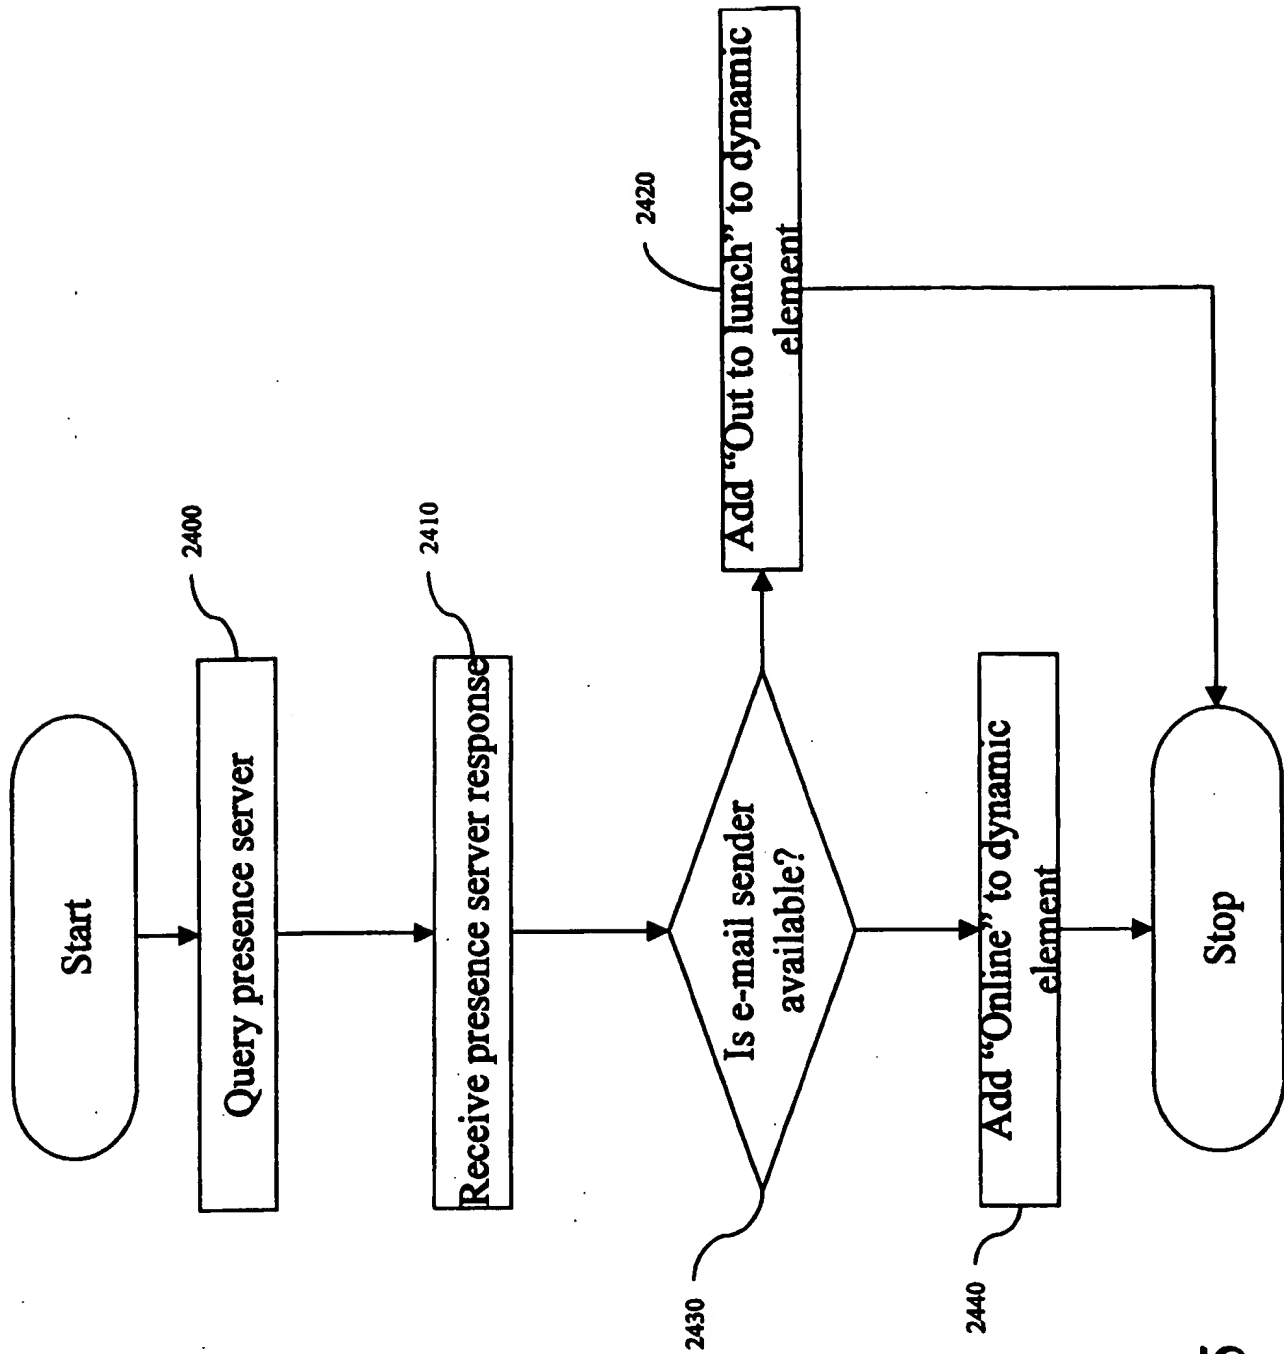 Start
2400
Query presence server
2410
Receive presence server response
2430
Is e-mail sender
available?
2420
Add “Out to lunch” to dynamic
element
2440
Add “Online” to dynamic
element
Stop